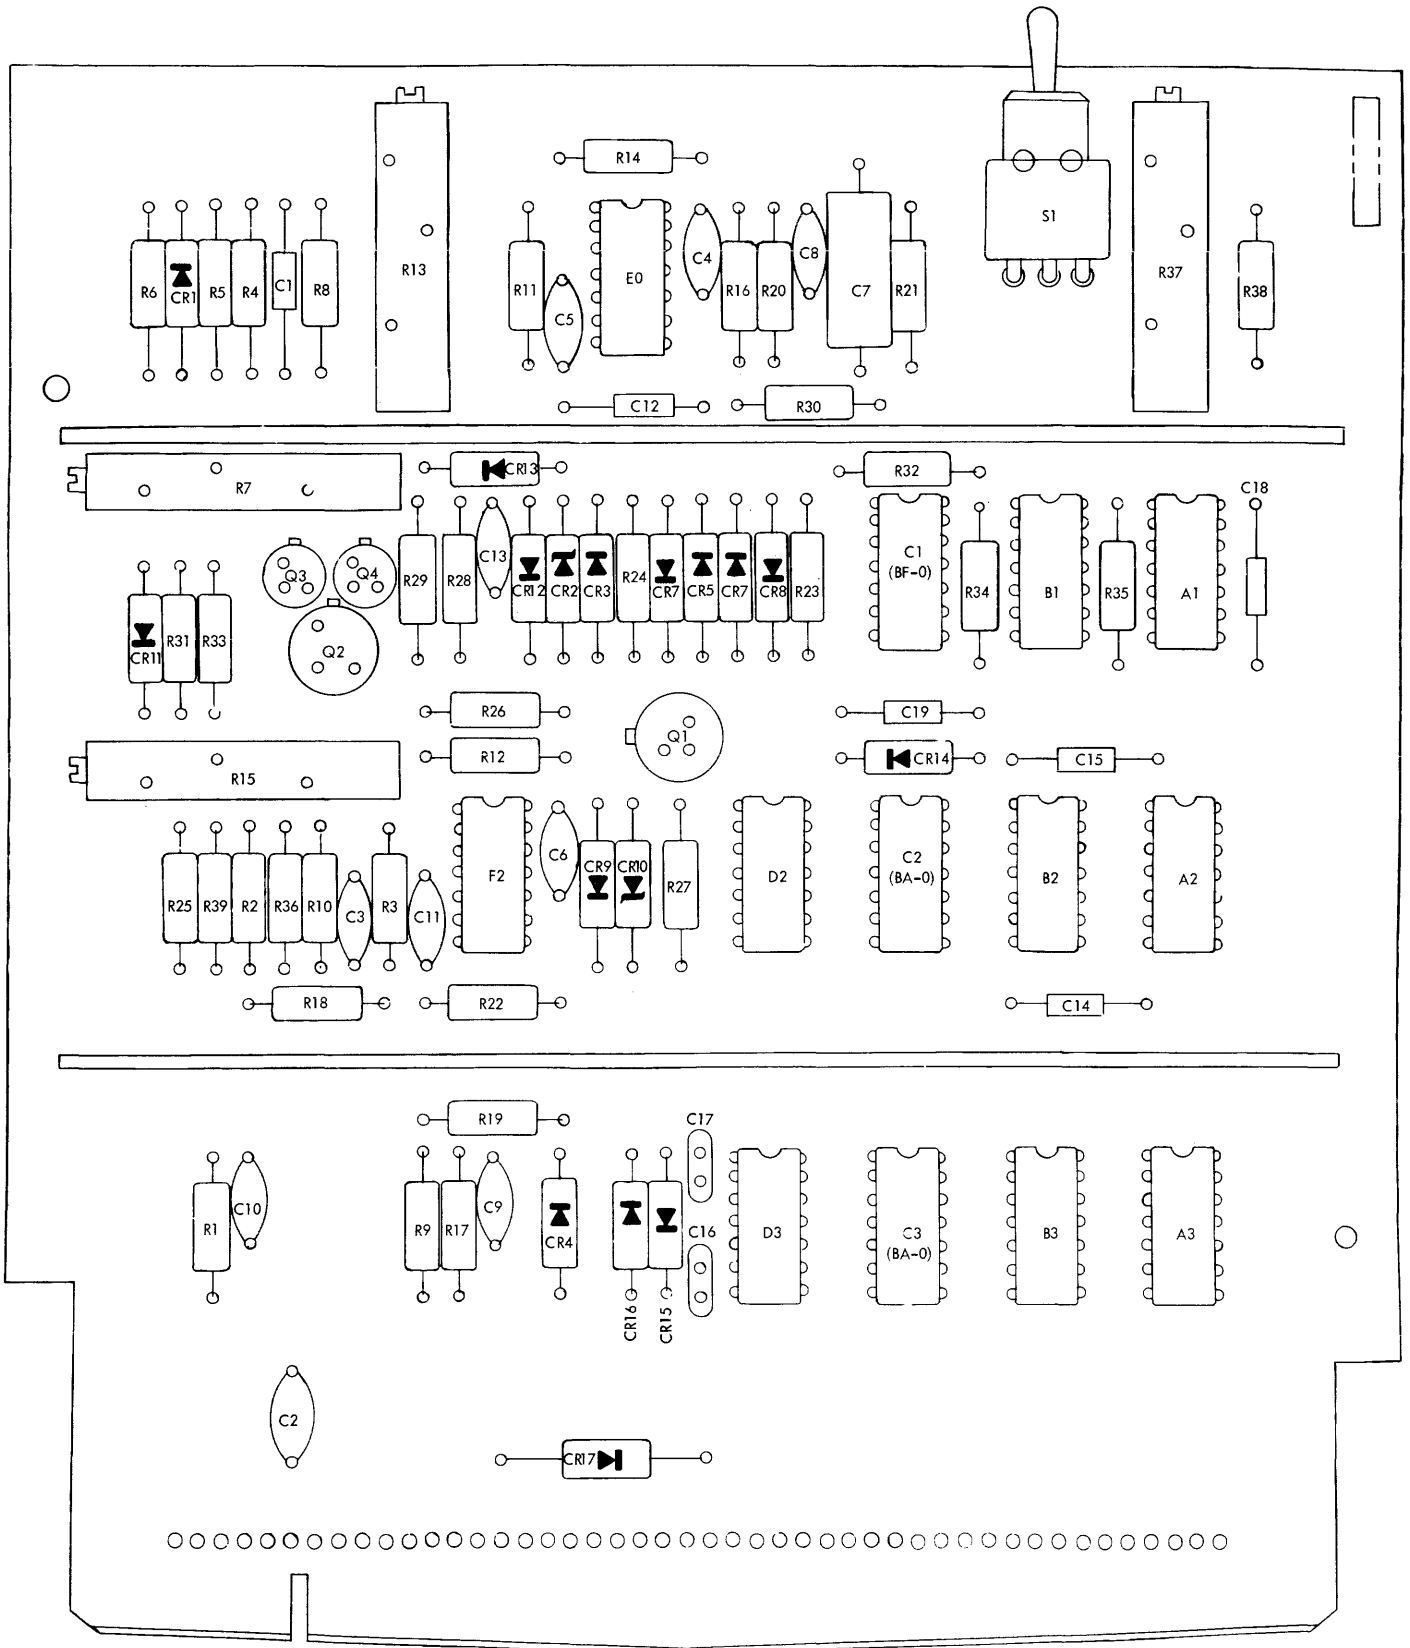 R14
S1
R6
CR1
R5
R4
C1
R8
R13
R11
C5
E0
C4
R16
R20
C8
C7
R21
R37
R38
C12
R30
R7
CR13
R32
C18
Q3
Q4
R29
R28
C13
CR12
CR2
CR3
R24
CR7
CR5
CR7
CR8
R23
C1
(BF-0)
R34
B1
R35
A1
CR11
R31
R33
Q2
R26
Q1
C19
R12
CR14
C15
R15
R25
R39
R2
R36
R10
C3
R3
C11
F2
C6
CR9
CR10
R27
D2
C2
(BA-0)
B2
A2
R18
R22
C14
R19
C17
R1
C10
R9
R17
C9
CR4
CR16
CR15
C16
D3
C3
(BA-0)
B3
A3
C2
CR17